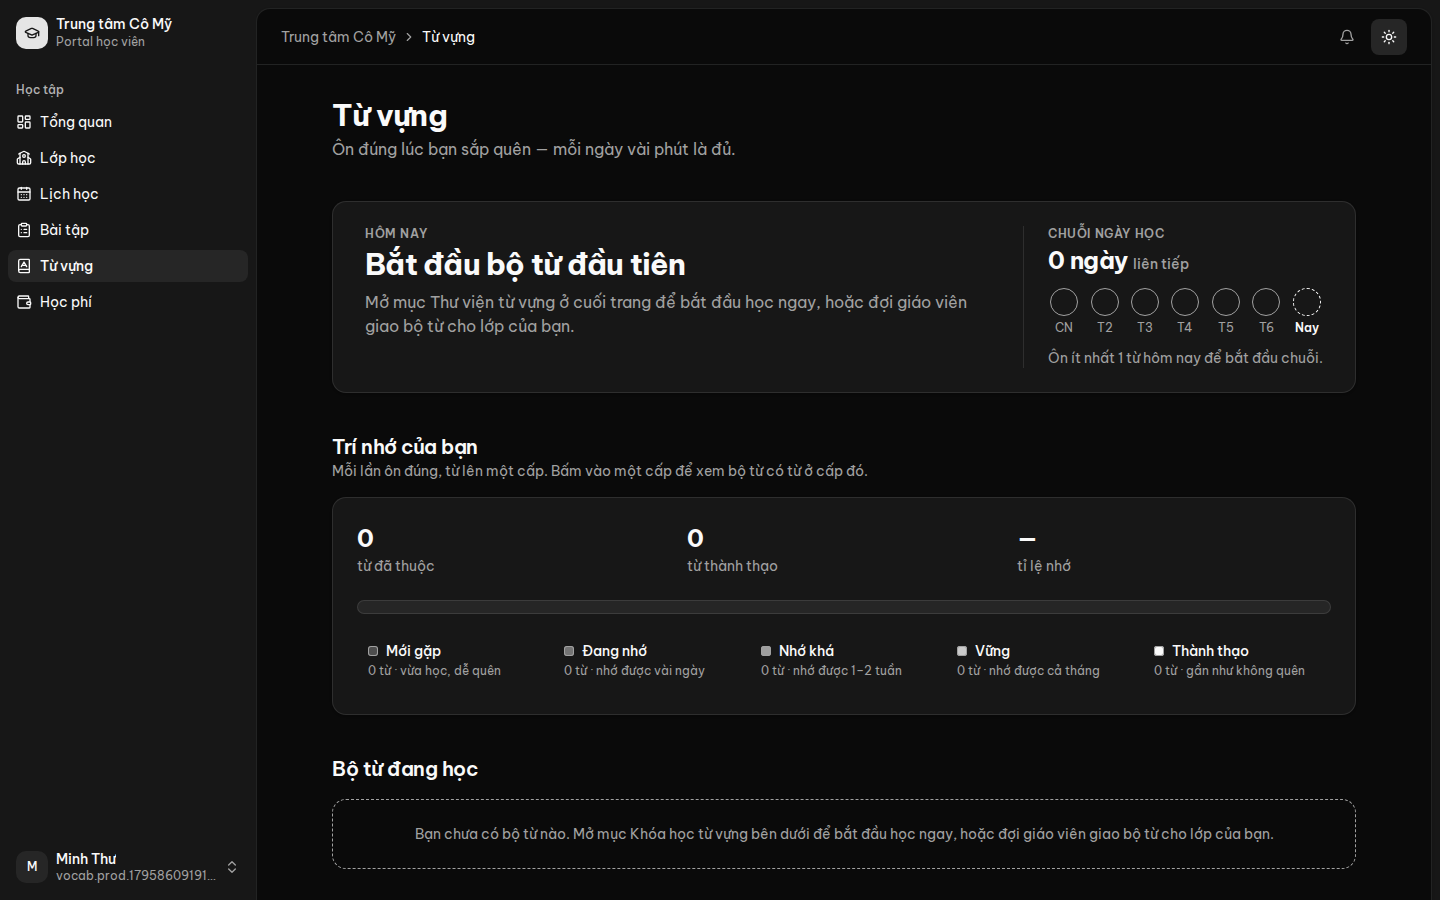 Trung tâm Cô Mỹ
Portal học viên
Học tập
Tổng quan
Lớp học
Lịch học
Bài tập
Từ vựng
Học phí
Minh Thư
vocab.prod.17958609191...
M
Trung tâm Cô Mỹ > Từ vựng
Từ vựng
Ôn đúng lúc bạn sắp quên — mỗi ngày vài phút là đủ.
HÔM NAY
Bắt đầu bộ từ đầu tiên
Mở mục Thư viện từ vựng ở cuối trang để bắt đầu học ngay, hoặc đợi giáo viên
giao bộ từ cho lớp của bạn.
CHUỖI NGÀY HỌC
0 ngày liên tiếp
CN T2 T3 T4 T5 T6 Nay
Ôn ít nhất 1 từ hôm nay để bắt đầu chuỗi.
Trí nhớ của bạn
Mỗi lần ôn đúng, từ lên một cấp. Bấm vào một cấp để xem bộ từ có từ ở cấp đó.
0 0 —
từ đã thuộc từ thành thạo tỉ lệ nhớ
Mới gặp Đang nhớ Nhớ khá Vững Thành thạo
0 từ · vừa học, dễ quên 0 từ · nhớ được vài ngày 0 từ · nhớ được 1–2 tuần 0 từ · nhớ được cả tháng 0 từ · gần như không quên
Bộ từ đang học
Bạn chưa có bộ từ nào. Mở mục Khóa học từ vựng bên dưới để bắt đầu học ngay, hoặc đợi giáo viên giao bộ từ cho lớp của bạn.